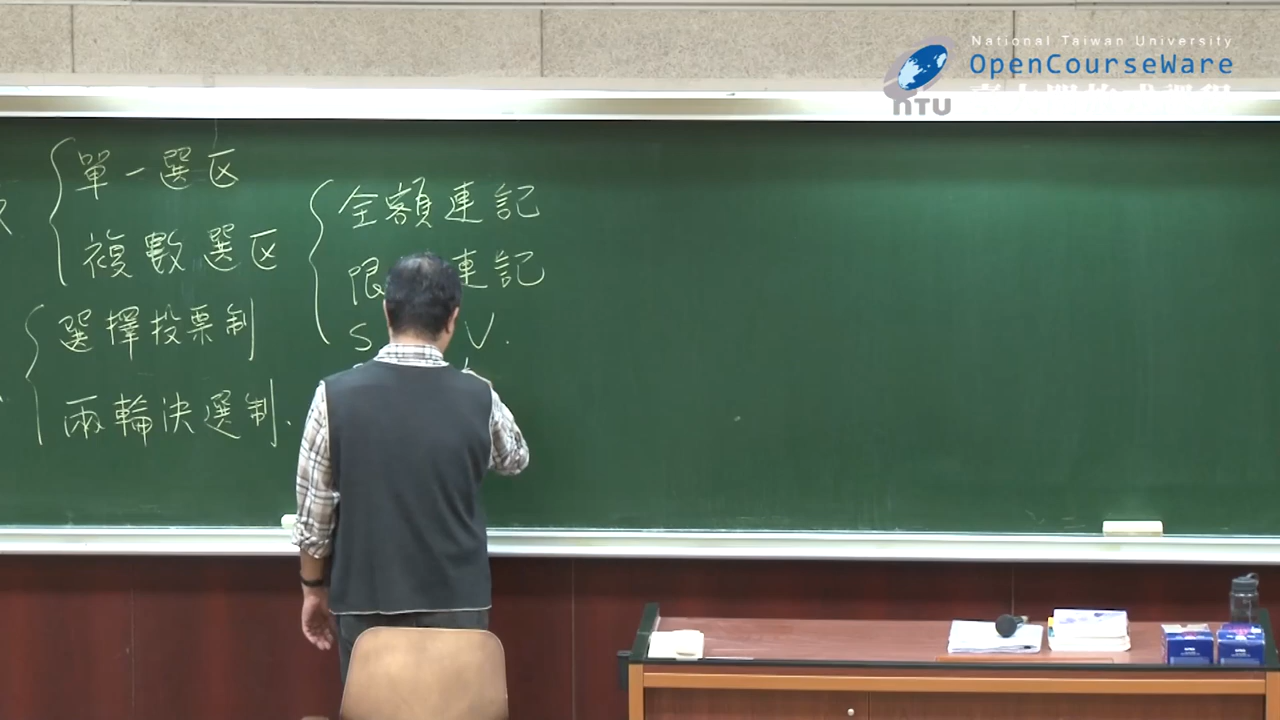 National Taiwan University
OpenCourseWare
NTU
單一選区
複數選区
全額連記
限 連記
S V.
選擇投票制
兩輪決選制.